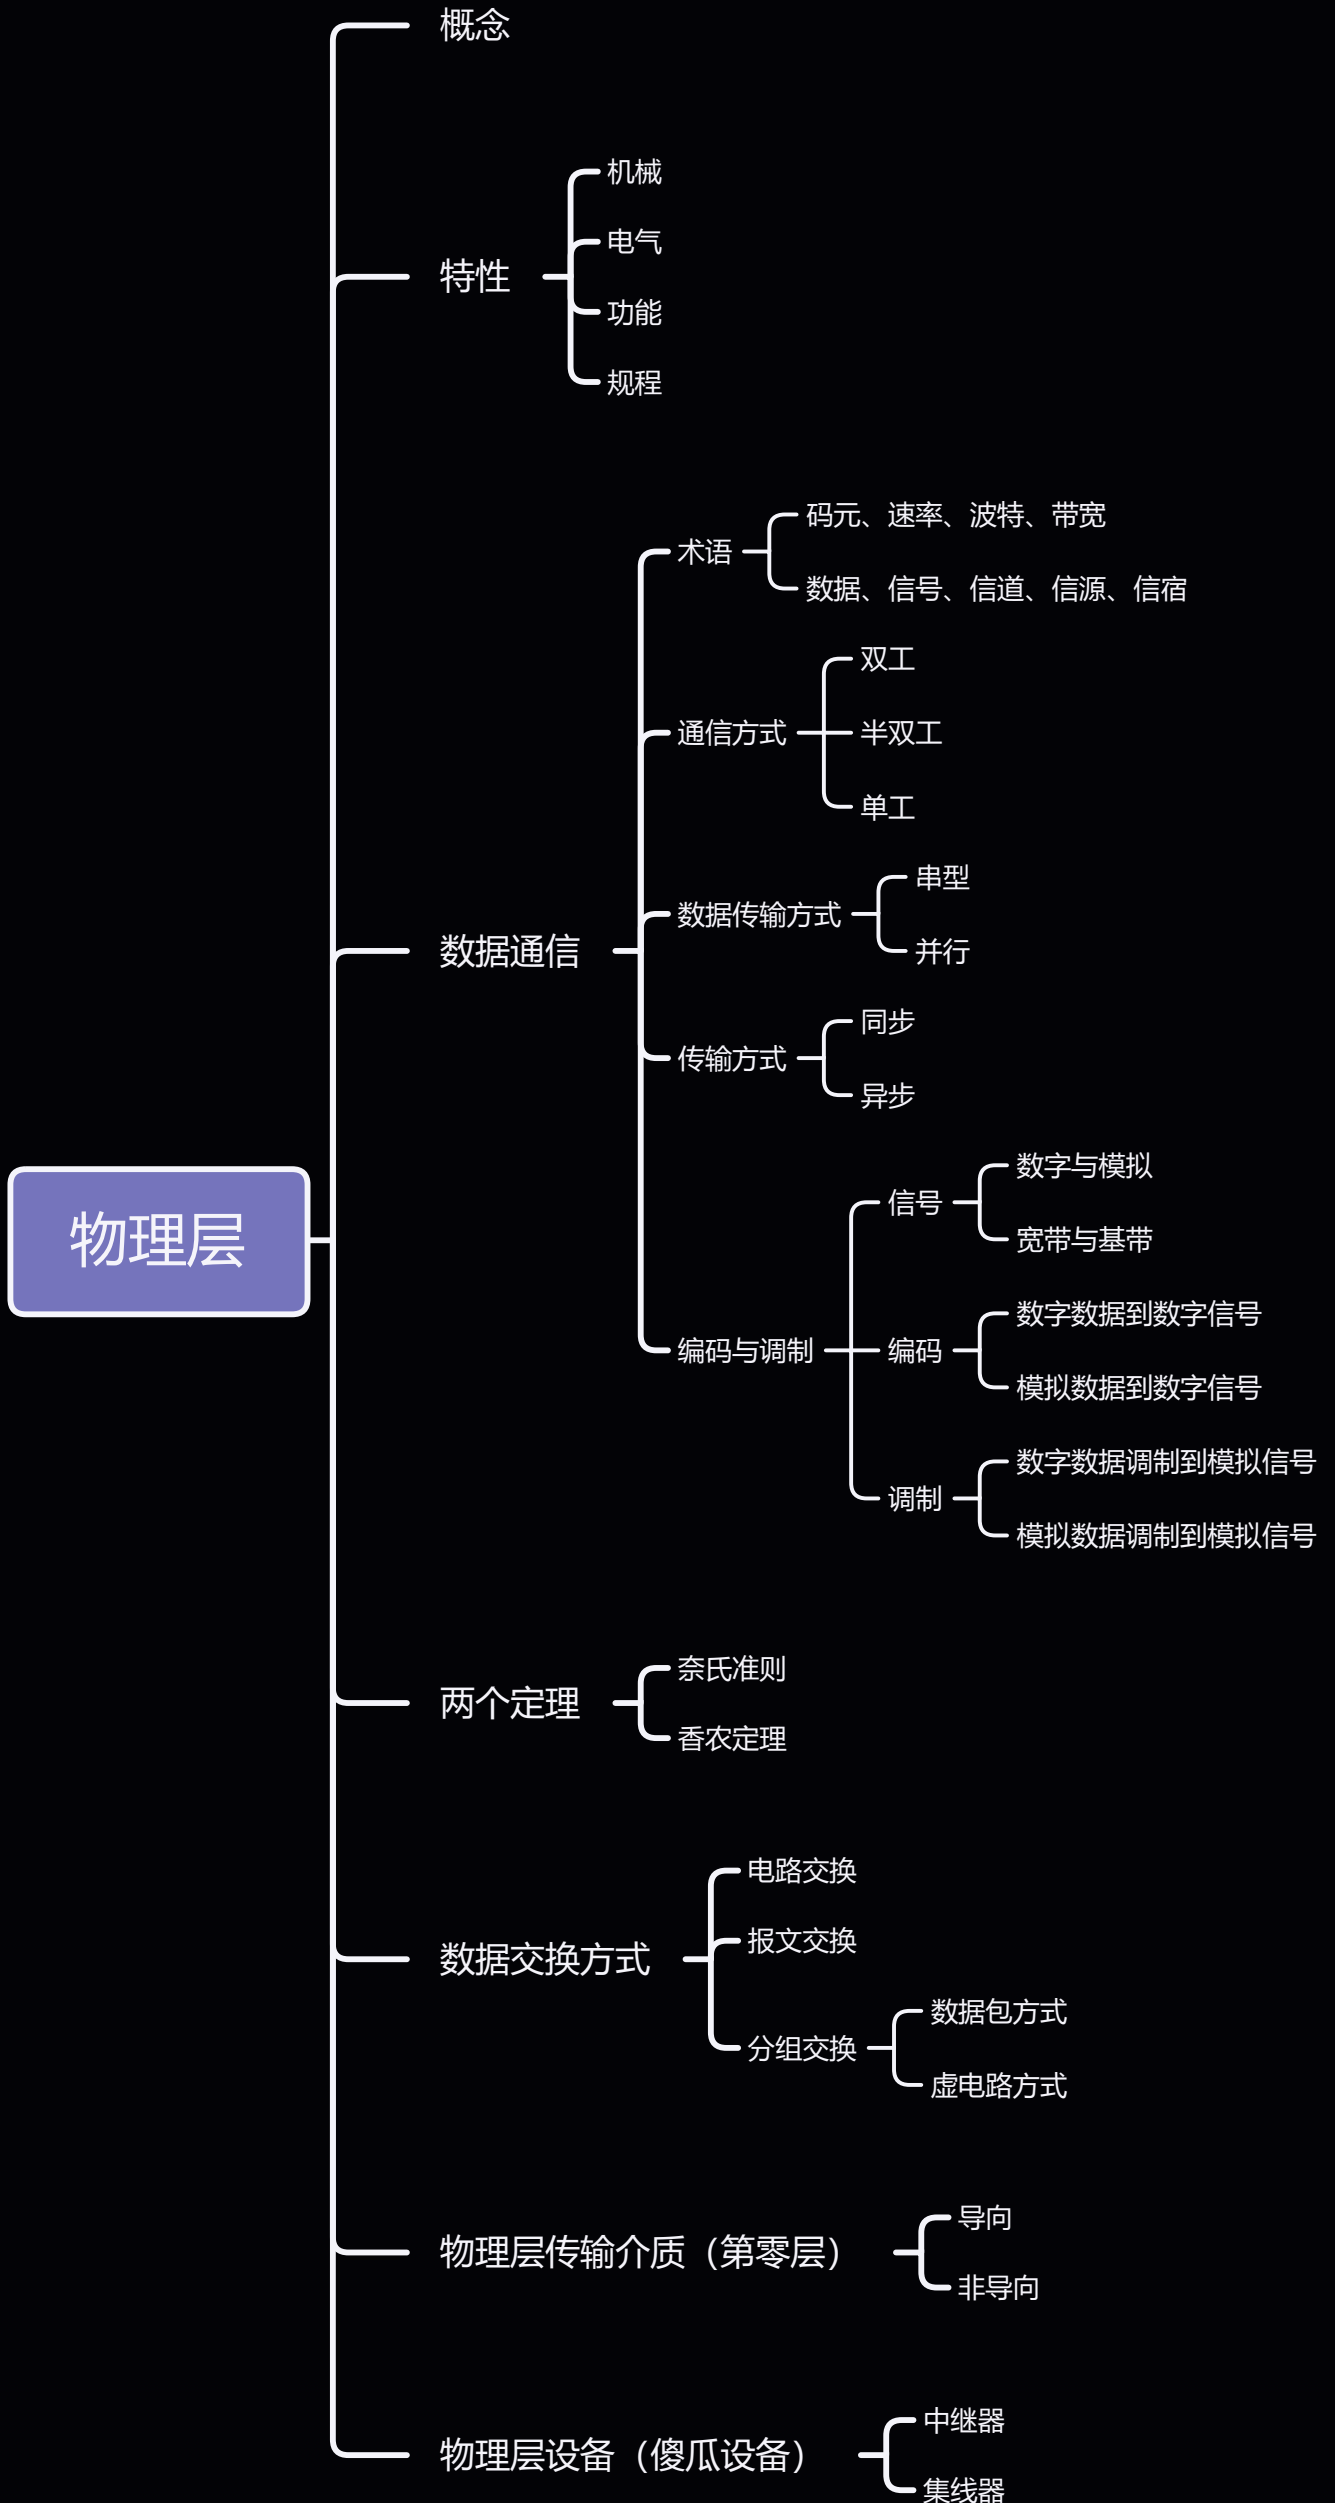 概念
机械
电气
特性
功能
规程
码元、速率、波特、带宽
术语
数据、信号、信道、信源、信宿
双工
通信方式
半双工
单工
串型
数据传输方式
并行
数据通信
同步
传输方式
异步
数字与模拟
信号
宽带与基带
物理层
数字数据到数字信号
编码与调制
编码
模拟数据到数字信号
数字数据调制到模拟信号
调制
模拟数据调制到模拟信号
奈氏准则
两个定理
香农定理
电路交换
报文交换
数据交换方式
数据包方式
分组交换
虚电路方式
导向
物理层传输介质（第零层）
非导向
中继器
物理层设备（傻瓜设备）
集线器